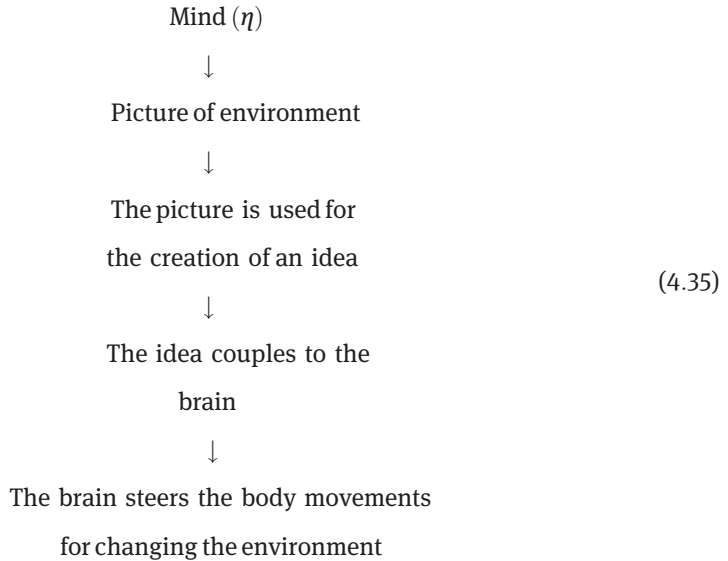 Mind (η)
↓
Picture of environment
↓
The picture is used for
the creation of an idea
↓
(4.35)
The idea couples to the
brain
↓
The brain steers the body movements
for changing the environment